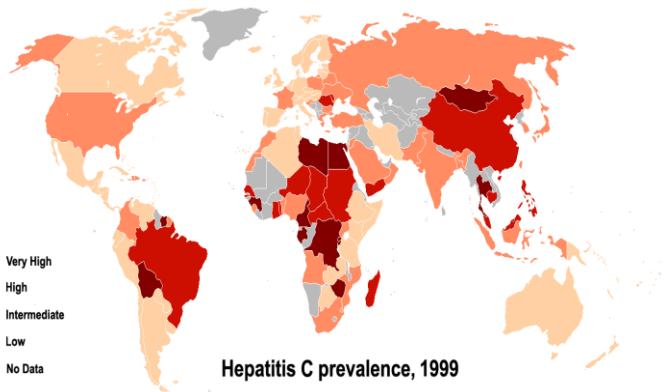 Very High
High
Intermediate
Low
No Data
Hepatitis C prevalence, 1999